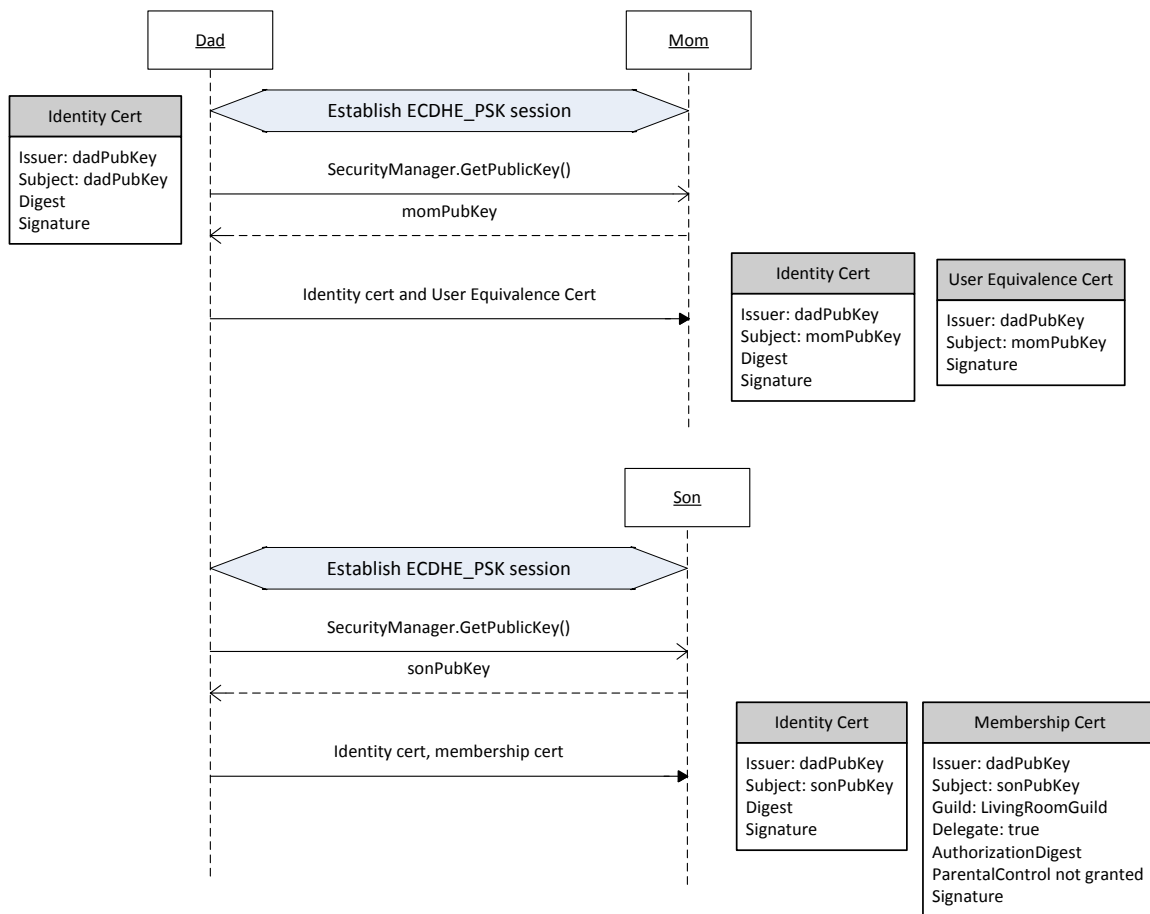 Dad
Mom
Establish ECDHE_PSK session
Identity Cert
Issuer: dadPubKey
Subject: dadPubKey
Digest
Signature
SecurityManager.GetPublicKey()
momPubKey
Identity cert and User Equivalence Cert
Identity Cert
Issuer: dadPubKey
Subject: momPubKey
Digest
Signature
User Equivalence Cert
Issuer: dadPubKey
Subject: momPubKey
Signature
Son
Establish ECDHE_PSK session
SecurityManager.GetPublicKey()
sonPubKey
Identity cert, membership cert
Identity Cert
Issuer: dadPubKey
Subject: sonPubKey
Digest
Signature
Membership Cert
Issuer: dadPubKey
Subject: sonPubKey
Guild: LivingRoomGuild
Delegate: true
AuthorizationDigest
ParentalControl not granted
Signature